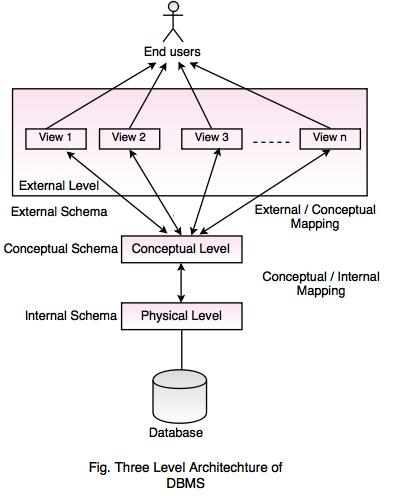 End users
View 1
View 2
View 3
View n
External Level
External Schema
External / Conceptual
Mapping
Conceptual Schema
Conceptual Level
Conceptual / Internal
Mapping
Internal Schema
Physical Level
Database
Fig. Three Level Architechture of
DBMS